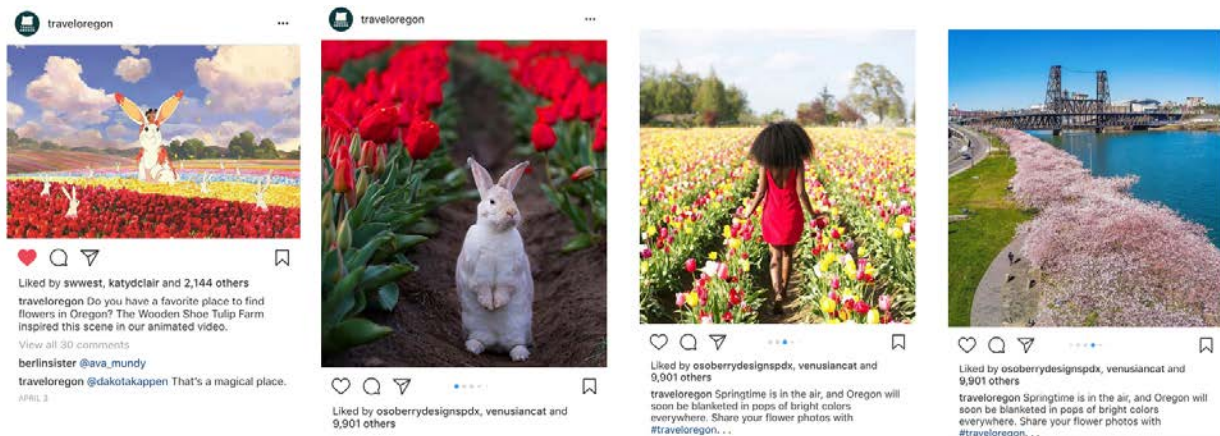 traveloregon
Liked by swwest, katydclair and 2,144 others
traveloregon Do you have a favorite place to find
flowers in Oregon? The Wooden Shoe Tulip Farm
inspired this scene in our animated video.
View all 30 comments
berlinsister @ava_mundy
traveloregon @dakotakappen That's a magical place.
APRIL 3
traveloregon
Liked by osoberrydesignspdx, venusiancat and
9,901 others
Liked by osoberrydesignspdx, venusiancat and
9,901 others
traveloregon Springtime is in the air, and Oregon will
soon be blanketed in pops of bright colors
everywhere. Share your flower photos with
#traveloregon. . .
Liked by osoberrydesignspdx, venusiancat and
9,901 others
traveloregon Springtime is in the air, and Oregon will
soon be blanketed in pops of bright colors
everywhere. Share your flower photos with
#traveloregon. . .